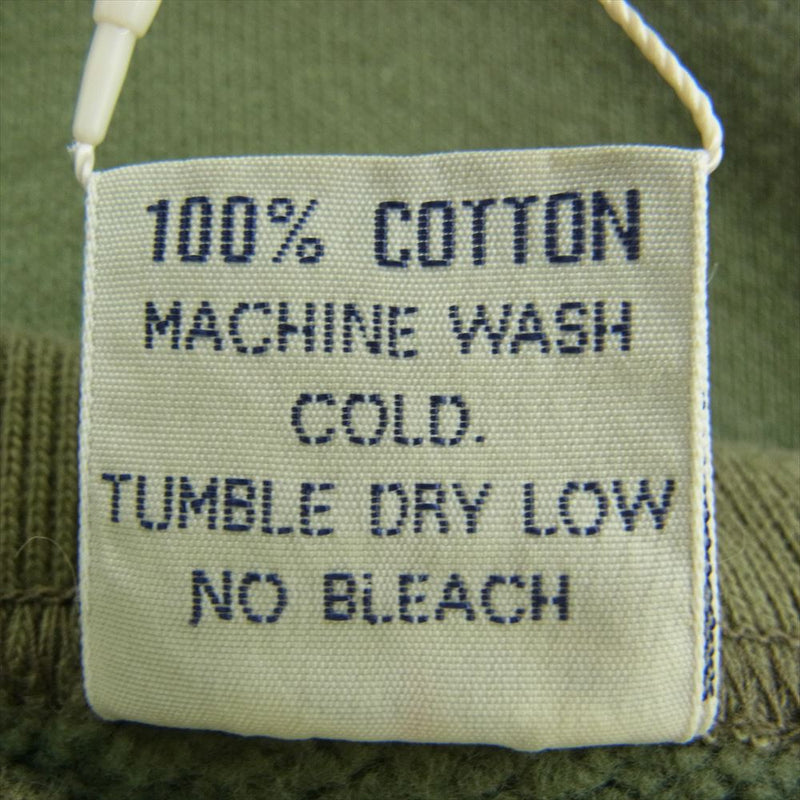 100% COTTON
MACHINE WASH
COLD.
TUMBLE DRY LOW
NO BLEACH